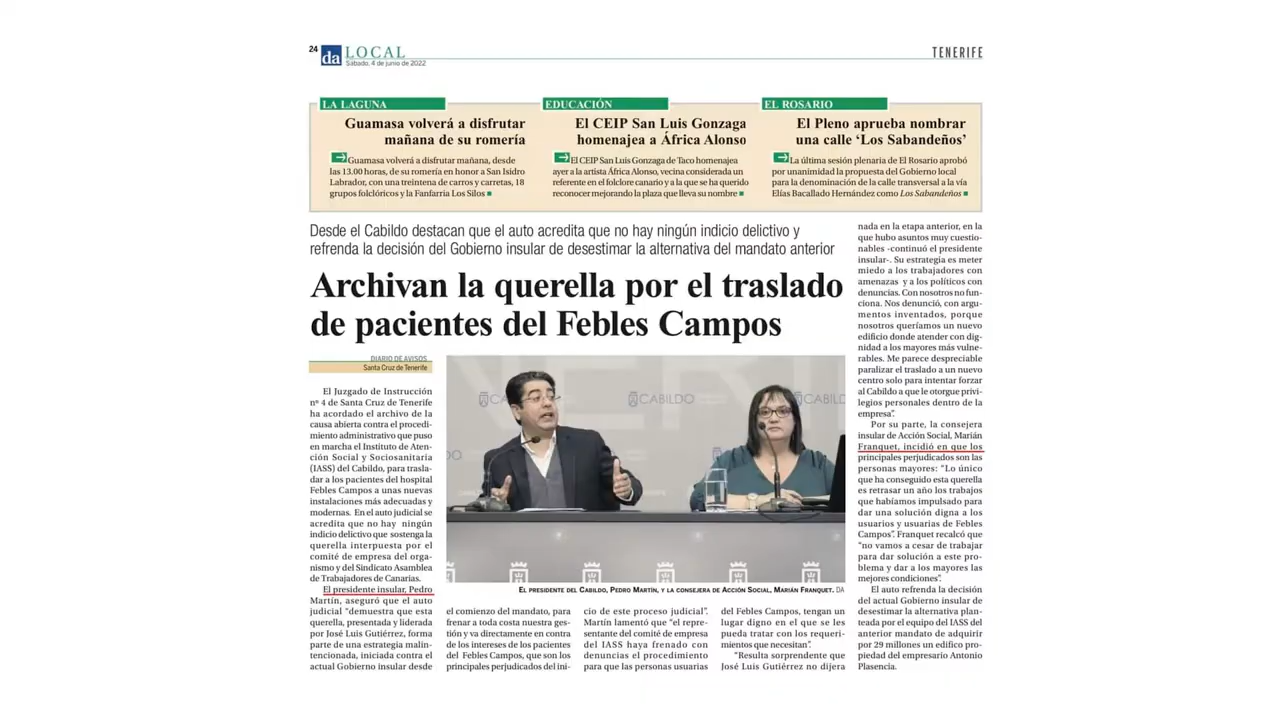 24
da
LOCAL
Sábado, 4 de junio de 2022
TENERIFE
LA LAGUNA
Guamasa volverá a disfrutar
mañana de su romería
Guamasa volverá a disfrutar mañana, desde
las 13.00 horas, de su romería en honor a San Isidro
Labrador, con una treintena de carros y carretas, 18
grupos folclóricos y la Fanfarria Los Silos
EDUCACIÓN
El CEIP San Luis Gonzaga
homenajea a África Alonso
El CEIP San Luis Gonzaga de Taco homenajea
ayer a la artista África Alonso, vecina considerada un
referente en el folclore canario y a la que se ha querido
reconocer mejorando la plaza que lleva su nombre
EL ROSARIO
El Pleno aprueba nombrar
una calle ‘Los Sabandeños’
La última sesión plenaria de El Rosario aprobó
por unanimidad la propuesta del Gobierno local
para la denominación de la calle transversal a la vía
Elías Bacallado Hernández como Los Sabandeños
Desde el Cabildo destacan que el auto acredita que no hay ningún indicio delictivo y
refrenda la decisión del Gobierno insular de desestimar la alternativa del mandato anterior
Archivan la querella por el traslado
de pacientes del Febles Campos
DIARIO DE AVISOS
Santa Cruz de Tenerife
El Juzgado de Instrucción
nº 4 de Santa Cruz de Tenerife
ha acordado el archivo de la
causa abierta contra el procedi-
miento administrativo que puso
en marcha el Instituto de Aten-
ción Social y Sociosanitaria
(IASS) del Cabildo, para trasla-
dar a los pacientes del hospital
Febles Campos a unas nuevas
instalaciones más adecuadas y
modernas. En el auto judicial se
acredita que no hay ningún
indicio delictivo que sostenga la
querella interpuesta por el
comité de empresa del orga-
nismo y del Sindicato Asamblea
de Trabajadores de Canarias.
El presidente insular, Pedro
Martín, aseguró que el auto
judicial “demuestra que esta
querella, presentada y liderada
por José Luis Gutiérrez, forma
parte de una estrategia malin-
tencionada, iniciada contra el
actual Gobierno insular desde
CABILDO
CABILDO
CABILDO
EL PRESIDENTE DEL CABILDO, PEDRO MARTÍN, Y LA CONSEJERA DE ACCIÓN SOCIAL, MARIÁN FRANQUET. DA
el comienzo del mandato, para
frenar a toda costa nuestra ges-
tión y va directamente en contra
de los intereses de los pacientes
del Febles Campos, que son los
principales perjudicados del ini-
cio de este proceso judicial”.
Martín lamentó que “el repre-
sentante del comité de empresa
del IASS haya frenado con
denuncias el procedimiento
para que las personas usuarias
del Febles Campos, tengan un
lugar digno en el que se les
pueda tratar con los requeri-
mientos que necesitan”.
“Resulta sorprendente que
José Luis Gutiérrez no dijera
nada en la etapa anterior, en la
que hubo asuntos muy cuestio-
nables -continuó el presidente
insular-. Su estrategia es meter
miedo a los trabajadores con
amenazas y a los políticos con
denuncias. Con nosotros no fun-
ciona. Nos denunció, con argu-
mentos inventados, porque
nosotros queríamos un nuevo
edificio donde atender con dig-
nidad a los mayores más vulne-
rables. Me parece despreciable
paralizar el traslado a un nuevo
centro solo para intentar forzar
al Cabildo a que le otorgue privi-
legios personales dentro de la
empresa”.
Por su parte, la consejera
insular de Acción Social, Marián
Franquet, incidió en que los
principales perjudicados son las
personas mayores: “Lo único
que ha conseguido esta querella
es retrasar un año los trabajos
que habíamos impulsado para
dar una solución digna a los
usuarios y usuarias de Febles
Campos”. Franquet recalcó que
“no vamos a cesar de trabajar
para dar solución a este pro-
blema y dar a los mayores las
mejores condiciones”.
El auto refrenda la decisión
del actual Gobierno insular de
desestimar la alternativa plan-
teada por el equipo del IASS del
anterior mandato de adquirir
por 29 millones un edificio pro-
piedad del empresario Antonio
Plasencia.